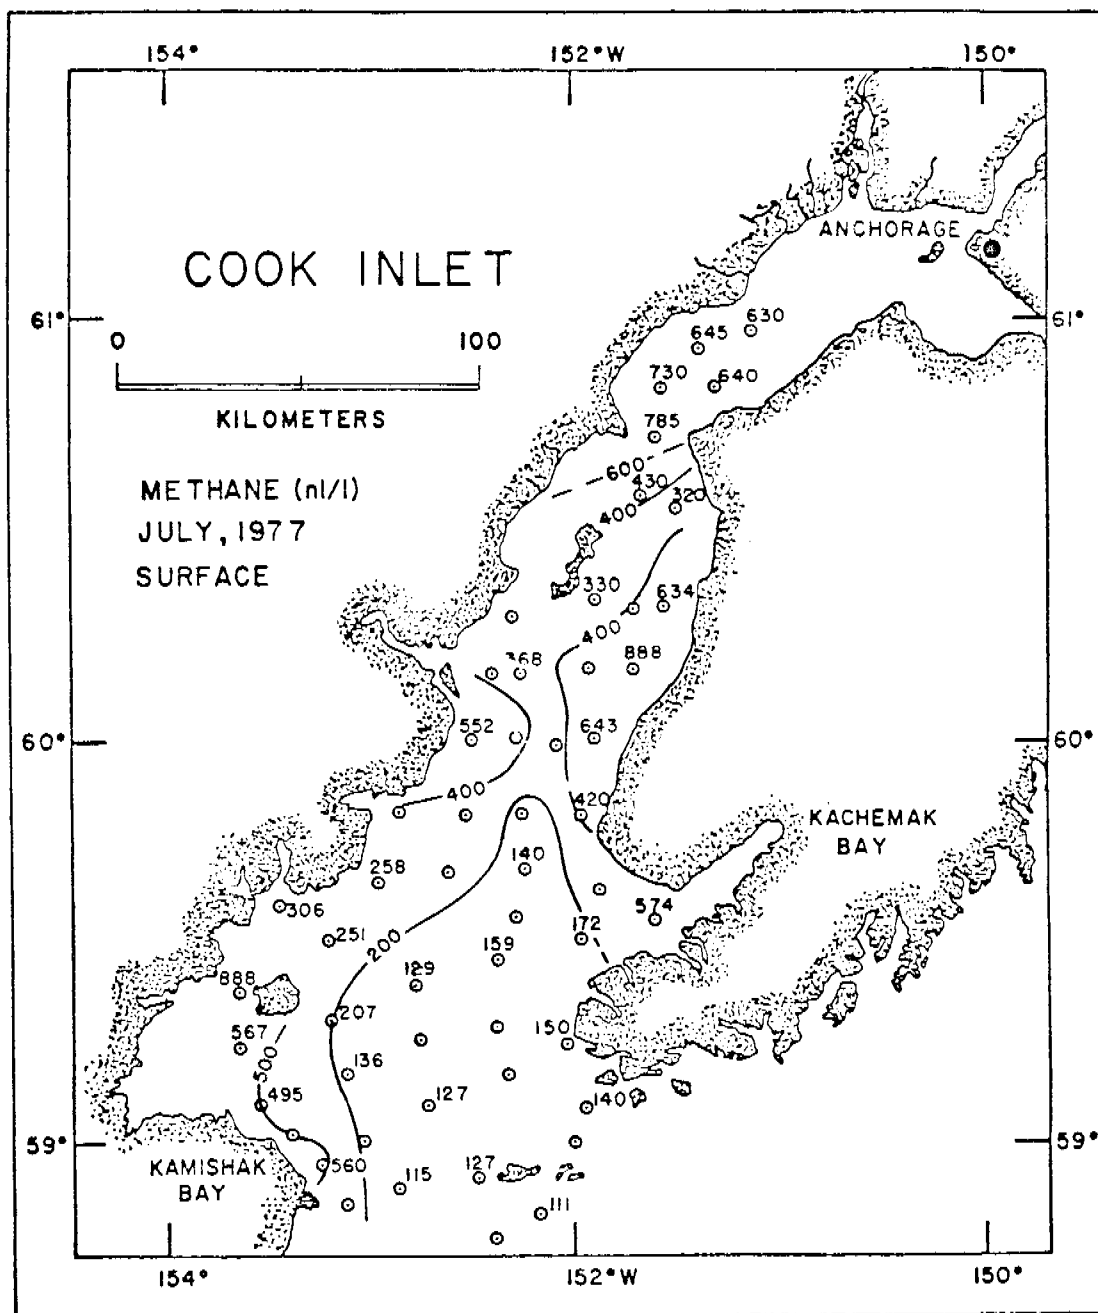 154° 152°W 150°
ANCHORAGE
COOK INLET
61° 61°
630
645
0 100
730 640
KILOMETERS
785
600
METHANE (nl/l)
430
320
400
JULY, 1977
SURFACE
330 634
400
368 888
552 C 643
60° 60°
400 420
KACHEMAK
BAY
140
258
306 574
172
251 200
159
129
888
207
567 150
500
136
495 127 140
59° 59°
KAMISHAK
BAY
560 127
115
111
154° 152°W 150°